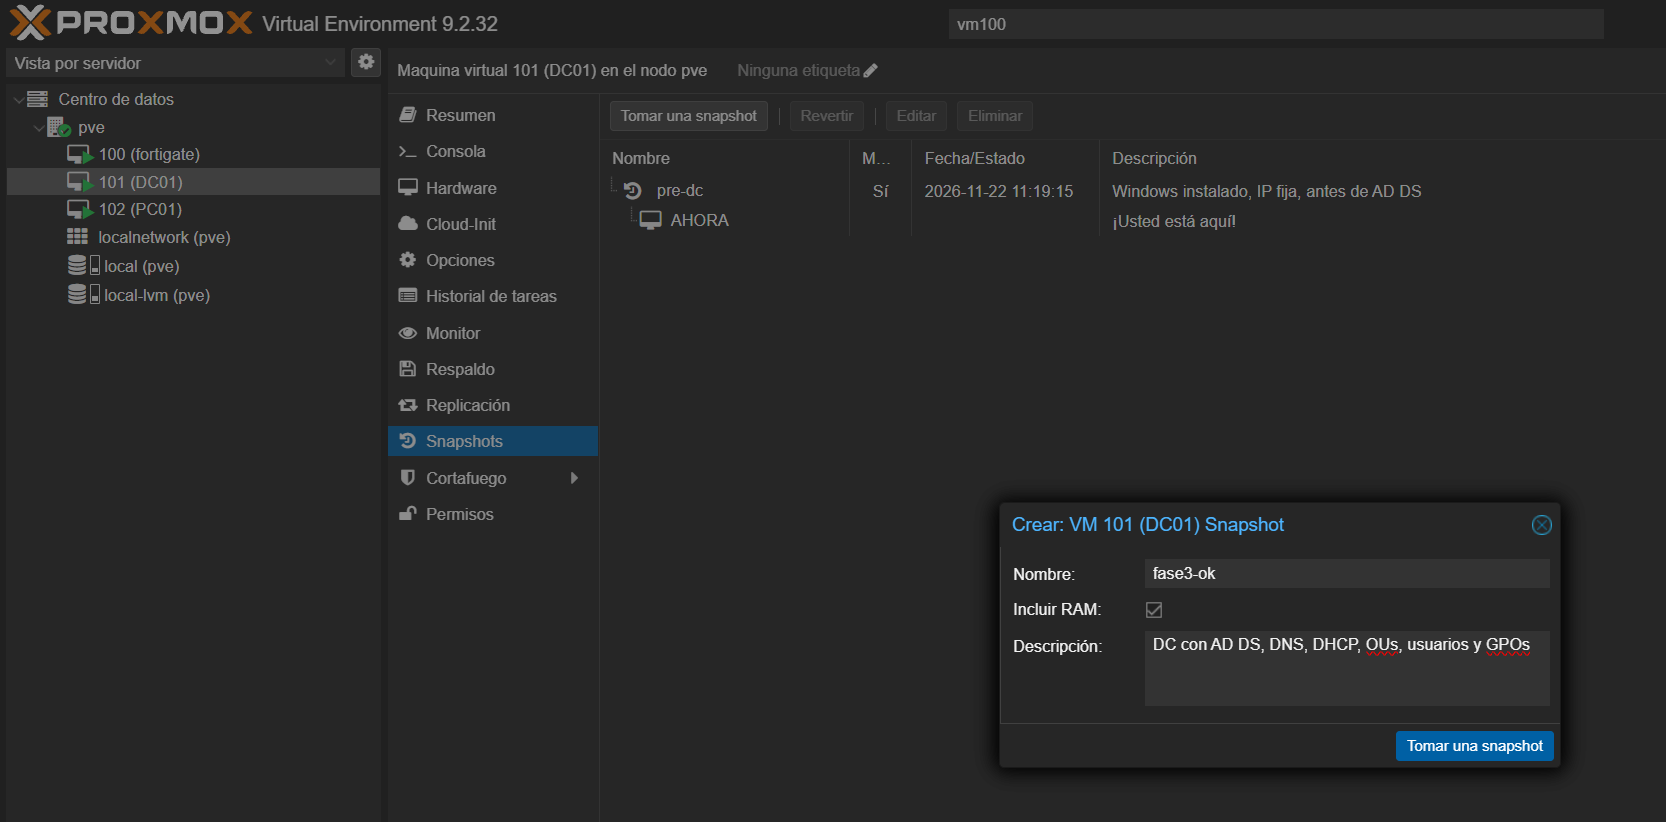 PROXMOX Virtual Environment 9.2.32
vm100
Vista por servidor
Maquina virtual 101 (DC01) en el nodo pve
Ninguna etiqueta
Centro de datos
pve
100 (fortigate)
101 (DC01)
102 (PC01)
localnetwork (pve)
local (pve)
local-lvm (pve)
Resumen
Consola
Hardware
Cloud-Init
Opciones
Historial de tareas
Monitor
Respaldo
Replicación
Snapshots
Cortafuego
Permisos
Tomar una snapshot
Revertir
Editar
Eliminar
Nombre M... Fecha/Estado Descripción
pre-dc Sí 2026-11-22 11:19:15 Windows instalado, IP fija, antes de AD DS
AHORA ¡Usted está aquí!
Crear: VM 101 (DC01) Snapshot
Nombre: fase3-ok
Incluir RAM:
Descripción: DC con AD DS, DNS, DHCP, OUs, usuarios y GPOs
Tomar una snapshot